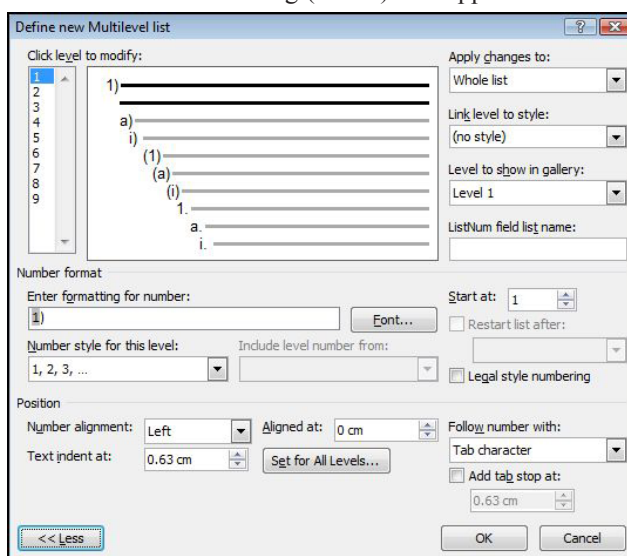 Define new Multilevel list
Click level to modify:
1
2
3
4
5
6
7
8
9
1)
a)
i)
(1)
(a)
(i)
1.
a.
i.
Apply changes to:
Whole list
Link level to style:
(no style)
Level to show in gallery:
Level 1
ListNum field list name:
Number format
Enter formatting for number:
1)
Font...
Number style for this level:
1, 2, 3, ...
Include level number from:
Start at: 1
Restart list after:
Legal style numbering
Position
Number alignment: Left
Aligned at: 0 cm
Text indent at: 0.63 cm
Set for All Levels...
Follow number with:
Tab character
Add tab stop at:
0.63 cm
<< Less
OK
Cancel